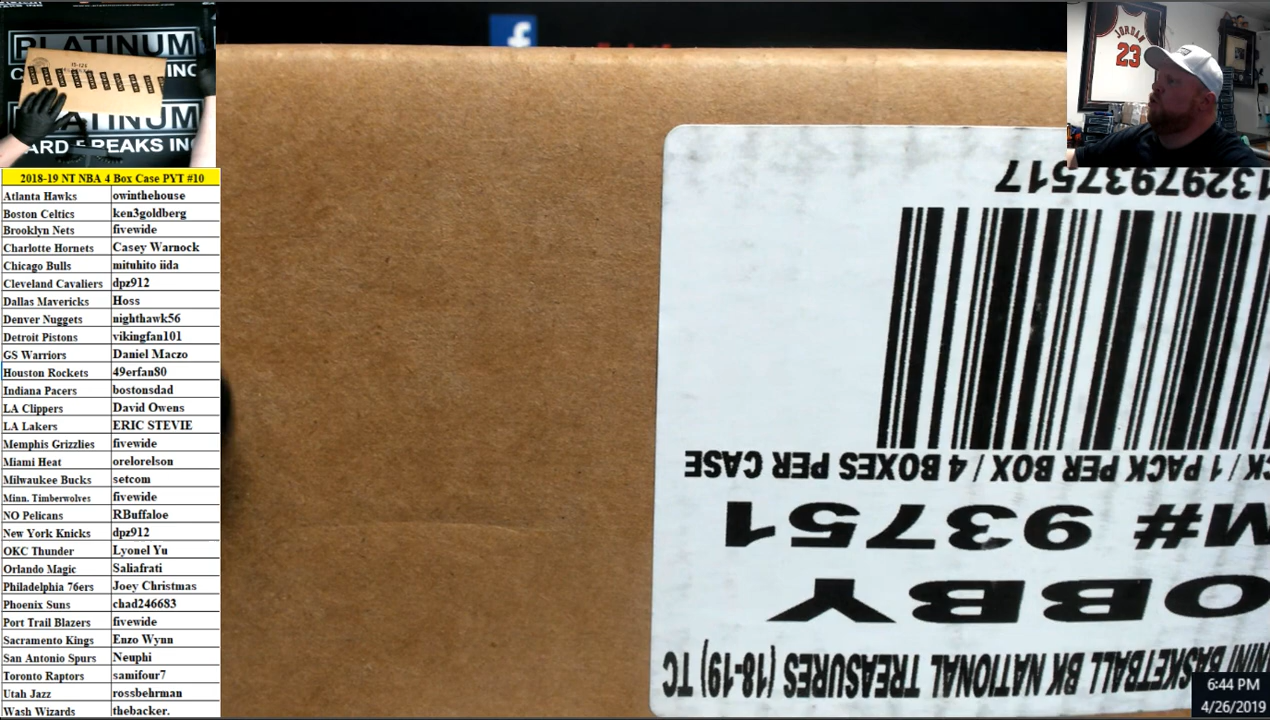 PLATINUM
PLATINUM
ARD BREAKS INC
JORDAN
23
2018-19 NT NBA 4 Box Case PYT #10
Atlanta Hawks owinthehouse
Boston Celtics ken3goldberg
Brooklyn Nets fivewide
Charlotte Hornets Casey Warnock
Chicago Bulls mituhito iida
Cleveland Cavaliers dpz912
Dallas Mavericks Hoss
Denver Nuggets nighthawk56
Detroit Pistons vikingfan101
GS Warriors Daniel Maczo
Houston Rockets 49erfan80
Indiana Pacers bostonsdad
LA Clippers David Owens
LA Lakers ERIC STEVIE
Memphis Grizzlies fivewide
Miami Heat orelorelson
Milwaukee Bucks setcom
Minn. Timberwolves fivewide
NO Pelicans RBuffaloe
New York Knicks dpz912
OKC Thunder Lyonel Yu
Orlando Magic Saliafrati
Philadelphia 76ers Joey Christmas
Phoenix Suns chad246683
Port Trail Blazers fivewide
Sacramento Kings Enzo Wynn
San Antonio Spurs Neuphi
Toronto Raptors samifour7
Utah Jazz rossbehrman
Wash Wizards thebacker.
NINI BASKETBALL BK NATIONAL TREASURES (18-19) TC
OBBY
M# 93751
CK / 1 PACK PER BOX / 4 BOXES PER CASE
13297937517
6:44 PM
4/26/2019